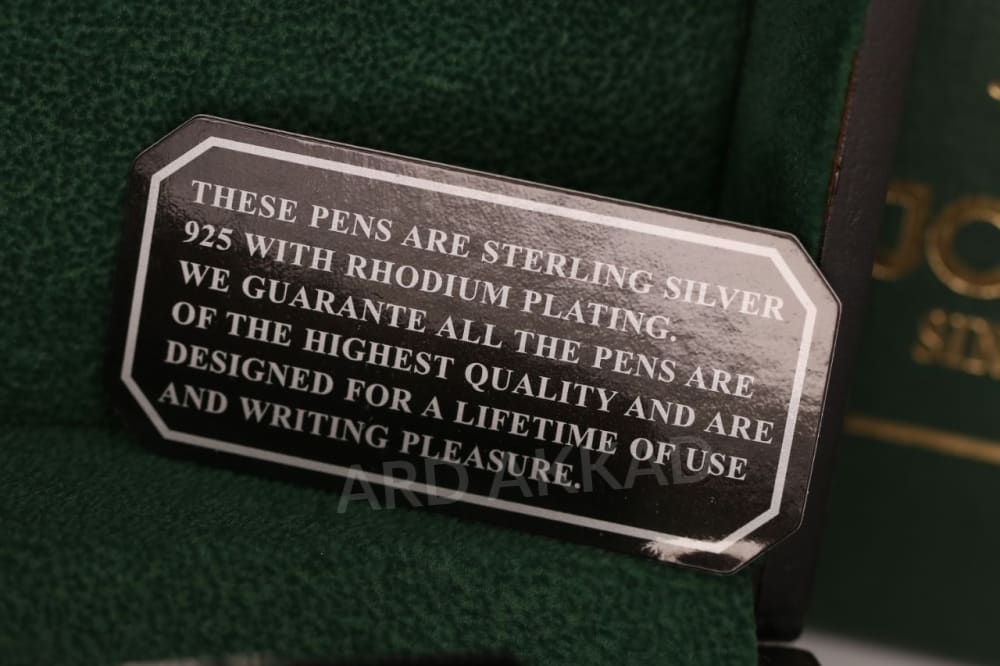 THESE PENS ARE STERLING SILVER
925 WITH RHODIUM PLATING.
WE GUARANTE ALL THE PENS ARE
OF THE HIGHEST QUALITY AND ARE
DESIGNED FOR A LIFETIME OF USE
AND WRITING PLEASURE.
ARD AKKAD